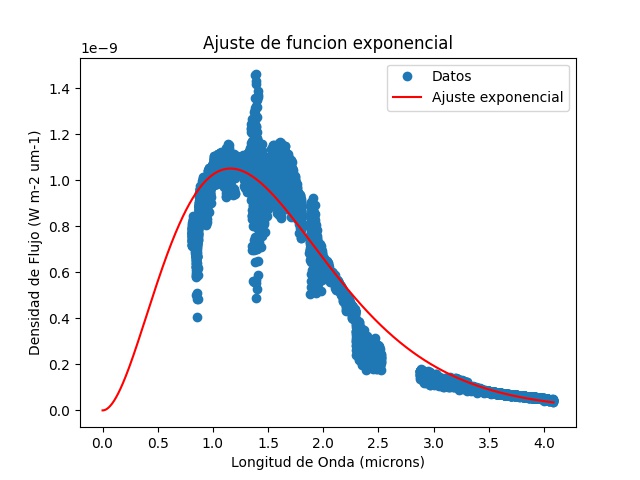 Ajuste de funcion exponencial
1e−9
Datos
Ajuste exponencial
1.4
1.2
1.0
0.8
0.6
0.4
0.2
0.0
Densidad de Flujo (W m-2 um-1)
0.0 0.5 1.0 1.5 2.0 2.5 3.0 3.5 4.0
Longitud de Onda (microns)